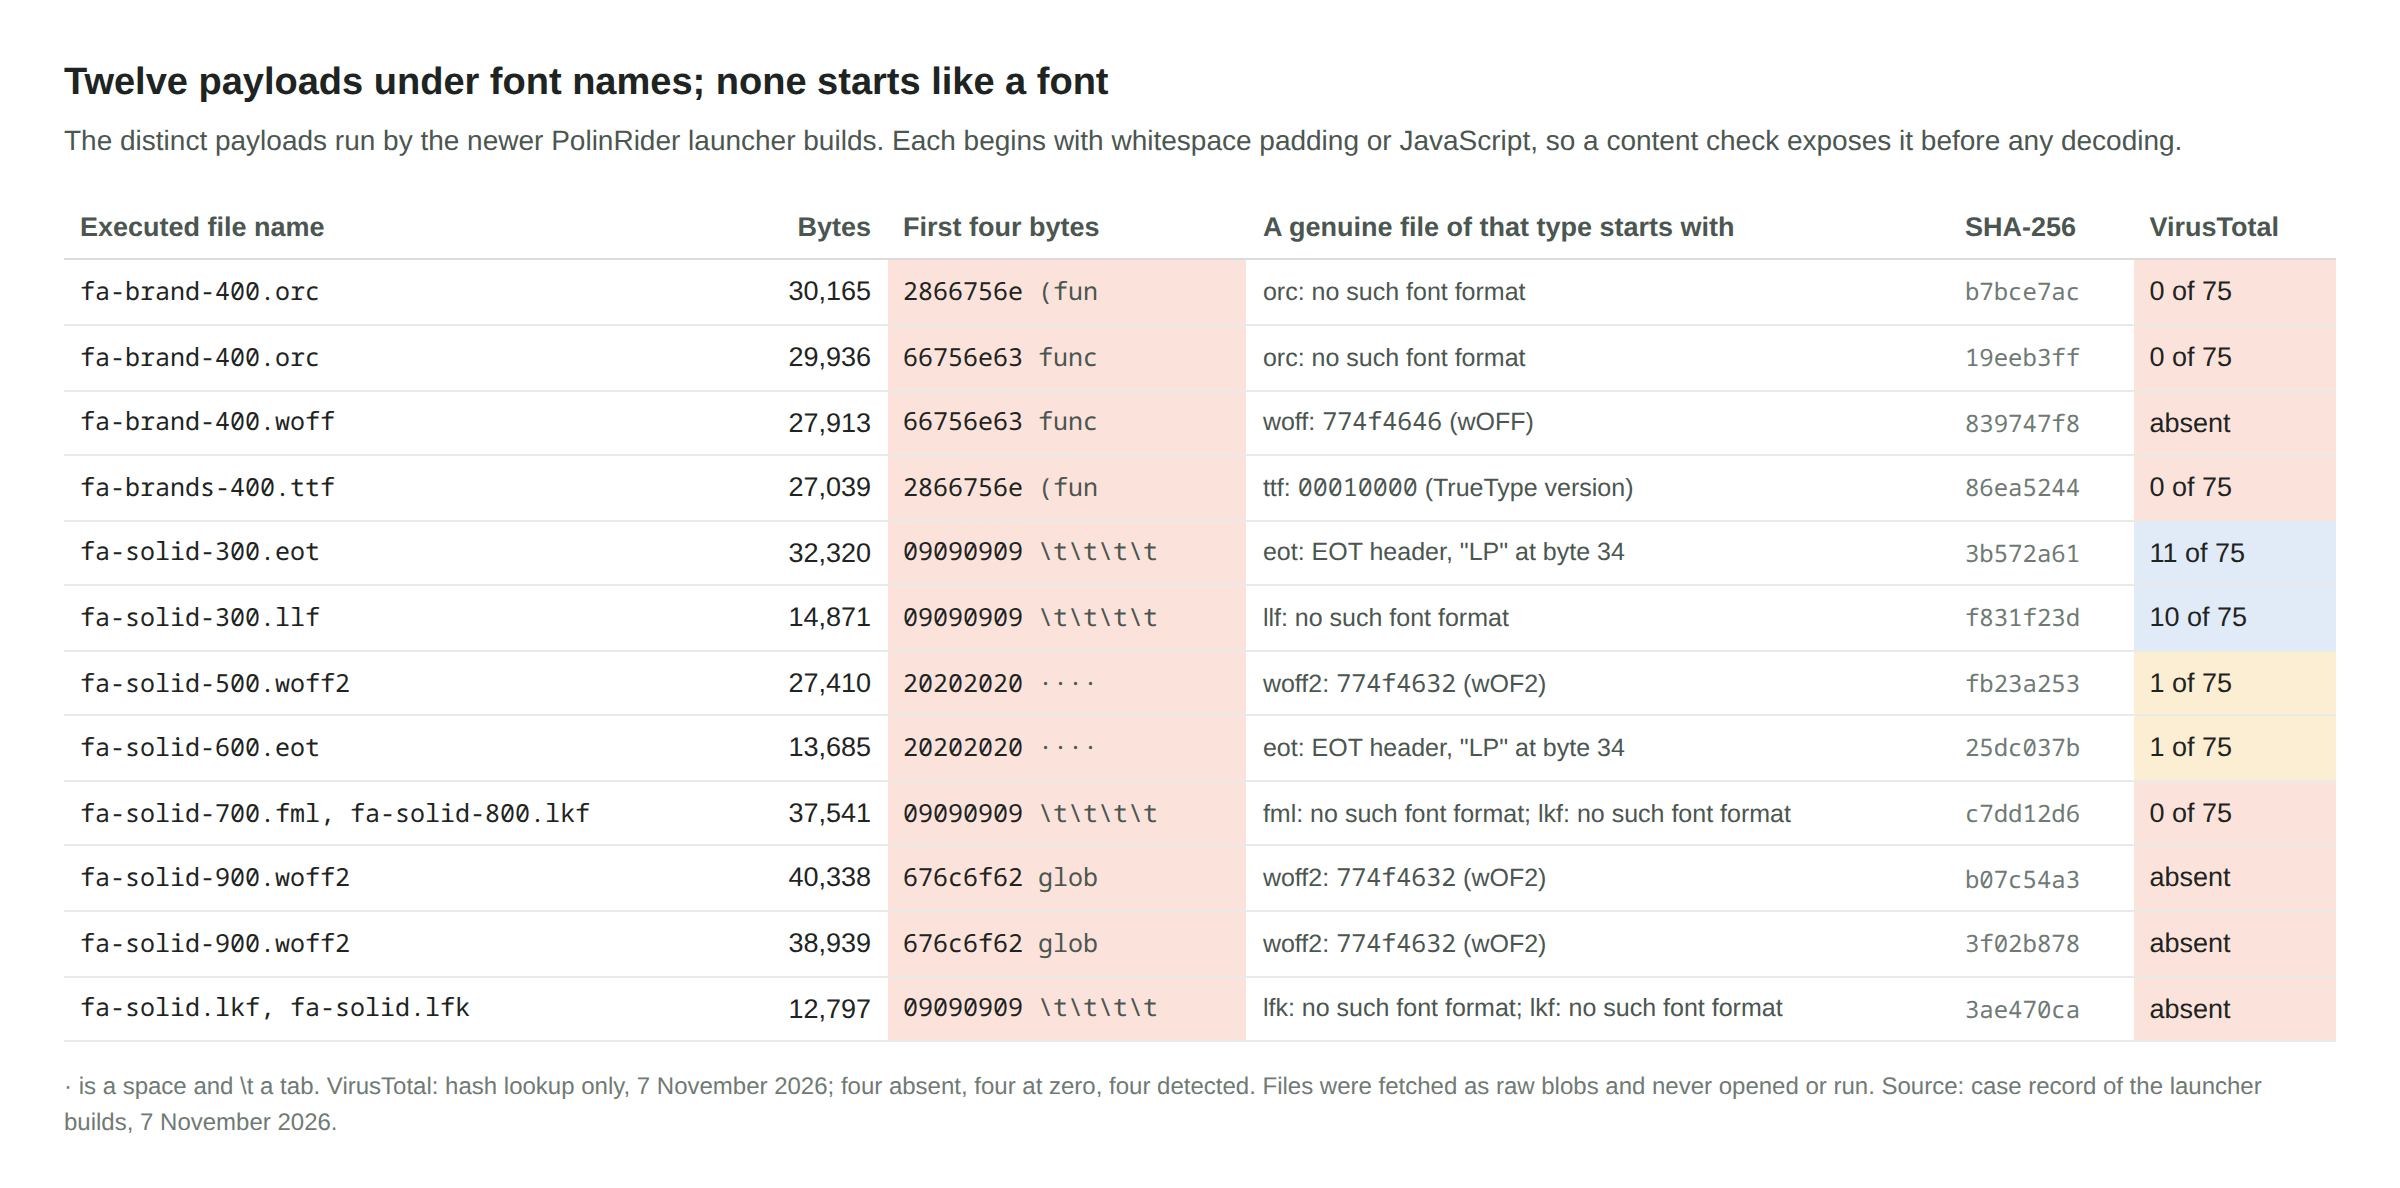 Twelve payloads under font names; none starts like a font
The distinct payloads run by the newer PolinRider launcher builds. Each begins with whitespace padding or JavaScript, so a content check exposes it before any decoding.
Executed file name Bytes First four bytes A genuine file of that type starts with SHA-256 VirusTotal
fa-brand-400.orc 30,165 2866756e (fun orc: no such font format b7bce7ac 0 of 75
fa-brand-400.orc 29,936 66756e63 func orc: no such font format 19eeb3ff 0 of 75
fa-brand-400.woff 27,913 66756e63 func woff: 774f4646 (wOFF) 839747f8 absent
fa-brands-400.ttf 27,039 2866756e (fun ttf: 00010000 (TrueType version) 86ea5244 0 of 75
fa-solid-300.eot 32,320 09090909 \t\t\t\t eot: EOT header, "LP" at byte 34 3b572a61 11 of 75
fa-solid-300.llf 14,871 09090909 \t\t\t\t llf: no such font format f831f23d 10 of 75
fa-solid-500.woff2 27,410 20202020 ···· woff2: 774f4632 (wOF2) fb23a253 1 of 75
fa-solid-600.eot 13,685 20202020 ···· eot: EOT header, "LP" at byte 34 25dc037b 1 of 75
fa-solid-700.fml, fa-solid-800.lkf 37,541 09090909 \t\t\t\t fml: no such font format; lkf: no such font format c7dd12d6 0 of 75
fa-solid-900.woff2 40,338 676c6f62 glob woff2: 774f4632 (wOF2) b07c54a3 absent
fa-solid-900.woff2 38,939 676c6f62 glob woff2: 774f4632 (wOF2) 3f02b878 absent
fa-solid.lkf, fa-solid.lfk 12,797 09090909 \t\t\t\t lfk: no such font format; lkf: no such font format 3ae470ca absent
· is a space and \t a tab. VirusTotal: hash lookup only, 7 November 2026; four absent, four at zero, four detected. Files were fetched as raw blobs and never opened or run. Source: case record of the launcher
builds, 7 November 2026.